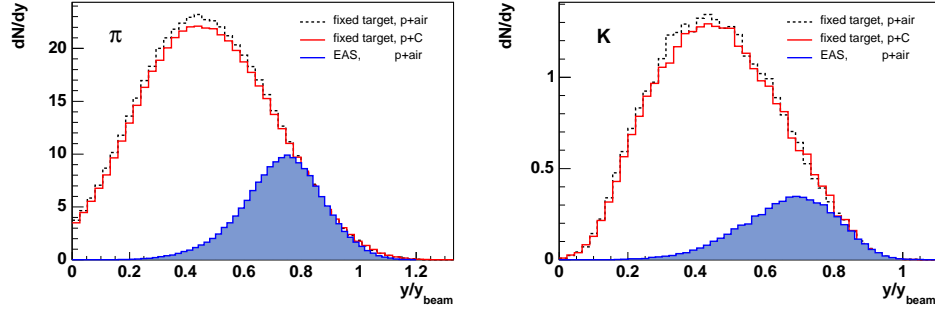 dN/dy
π
fixed target, p+air
fixed target, p+C
EAS, p+air
20
15
10
5
0
0 0.2 0.4 0.6 0.8 1 1.2
y/y_beam
dN/dy
K
fixed target, p+air
fixed target, p+C
EAS, p+air
1
0.5
0
0 0.2 0.4 0.6 0.8 1
y/y_beam